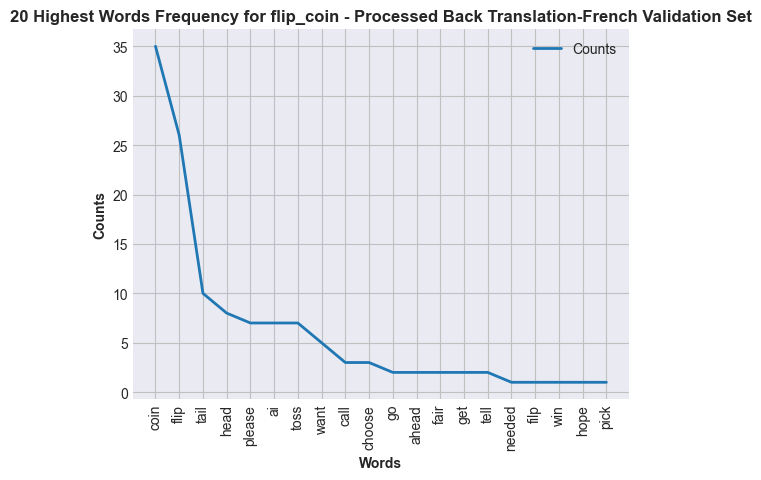 20 Highest Words Frequency for flip_coin - Processed Back Translation-French Validation Set
Counts
35
30
25
20
15
10
5
0
Counts
coin
flip
tail
head
please
ai
toss
want
call
choose
go
ahead
fair
get
tell
needed
filp
win
hope
pick
Words